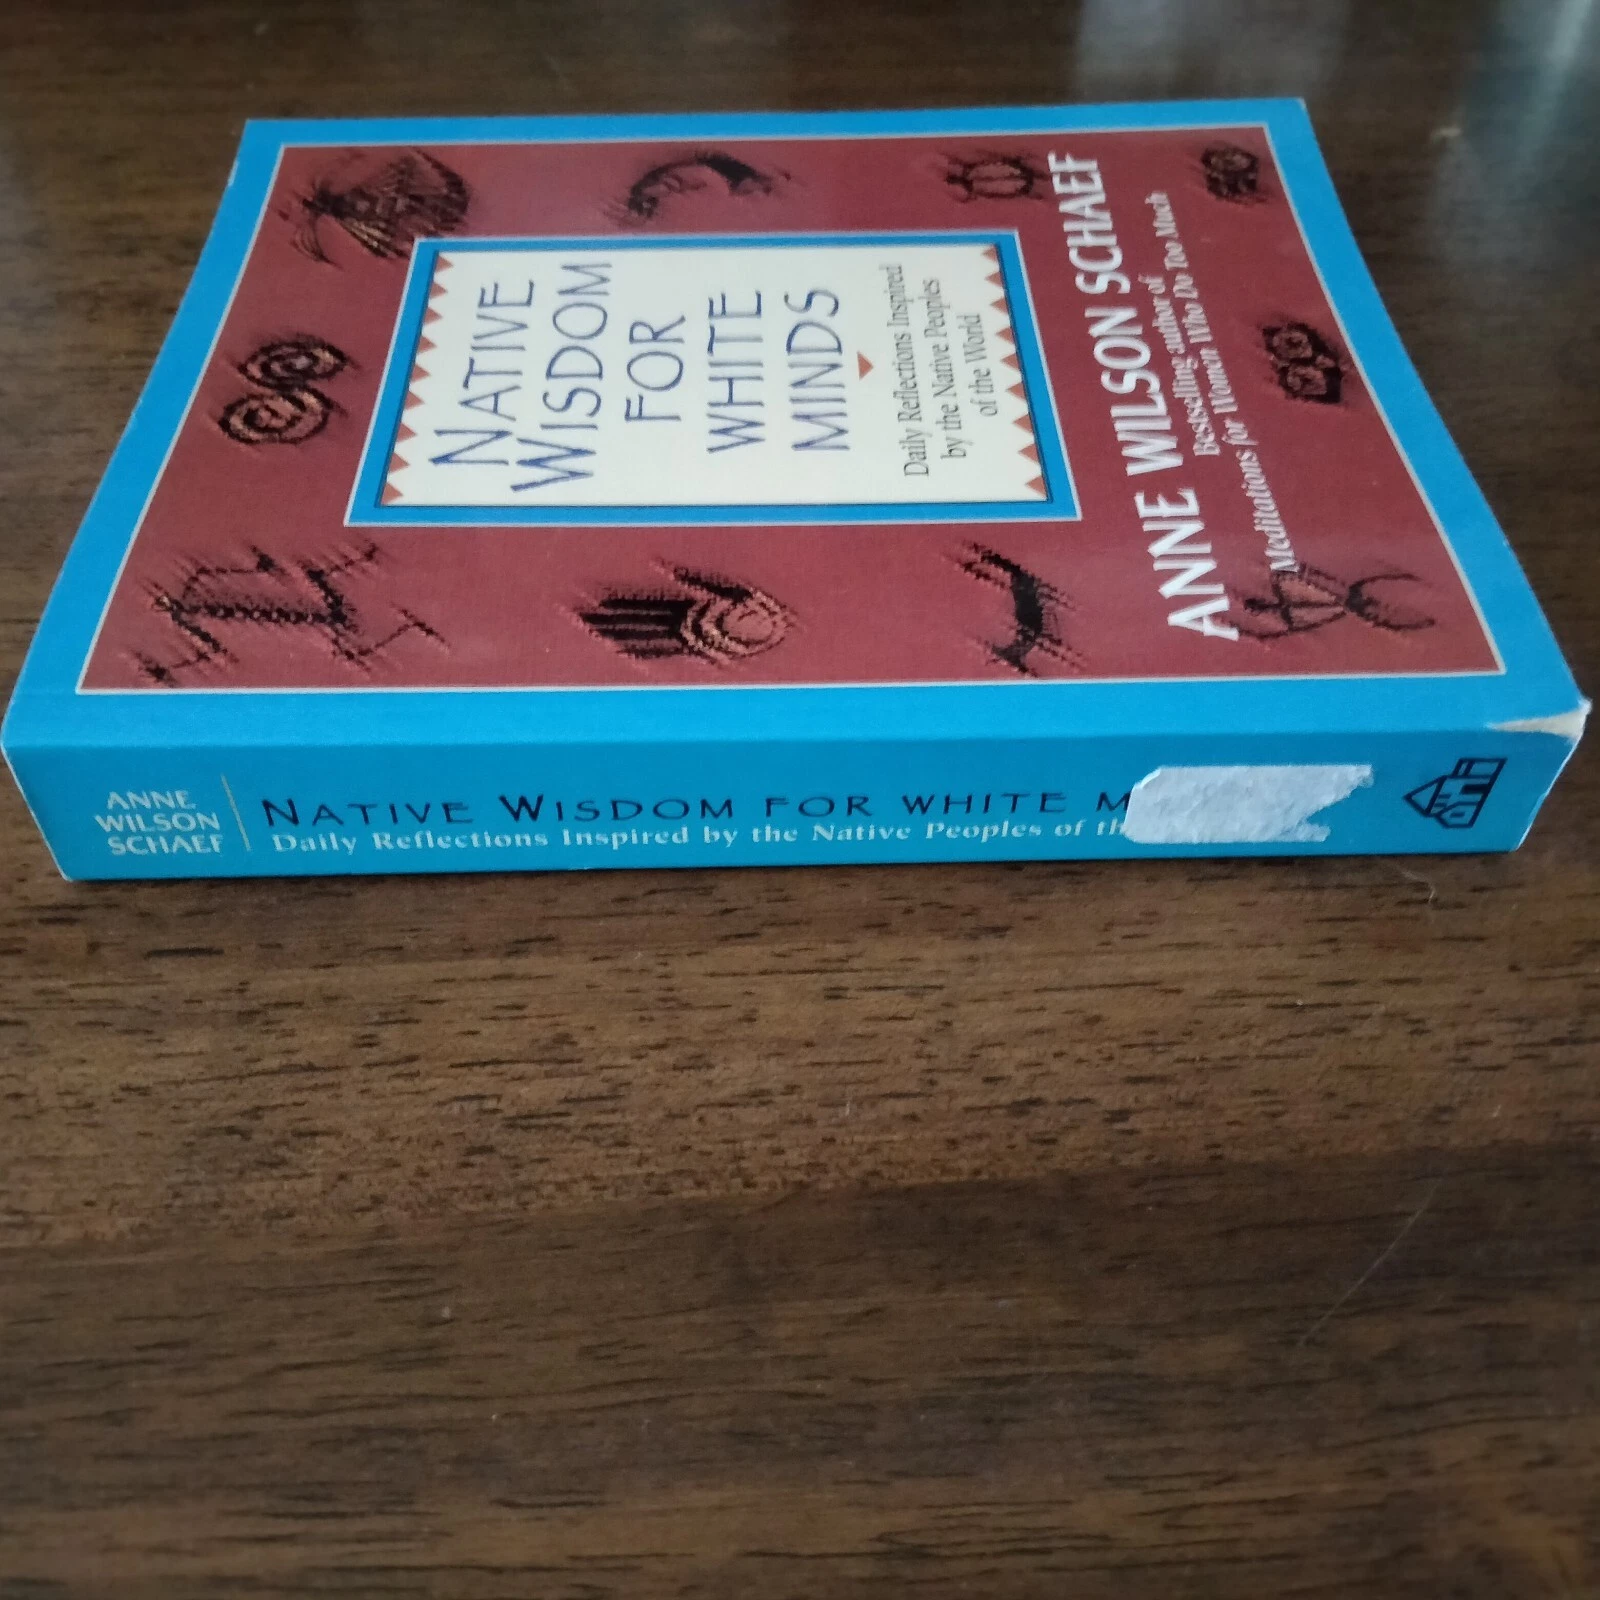 NATIVE
WISDOM
FOR
WHITE
MINDS
Daily Reflections Inspired
by the Native Peoples
of the World
ANNE WILSON SCHAEF
Bestselling author of
Meditations for Women Who Do Too Much
ANNE
WILSON
SCHAEF
NATIVE WISDOM FOR WHITE M
Daily Reflections Inspired by the Native Peoples of th